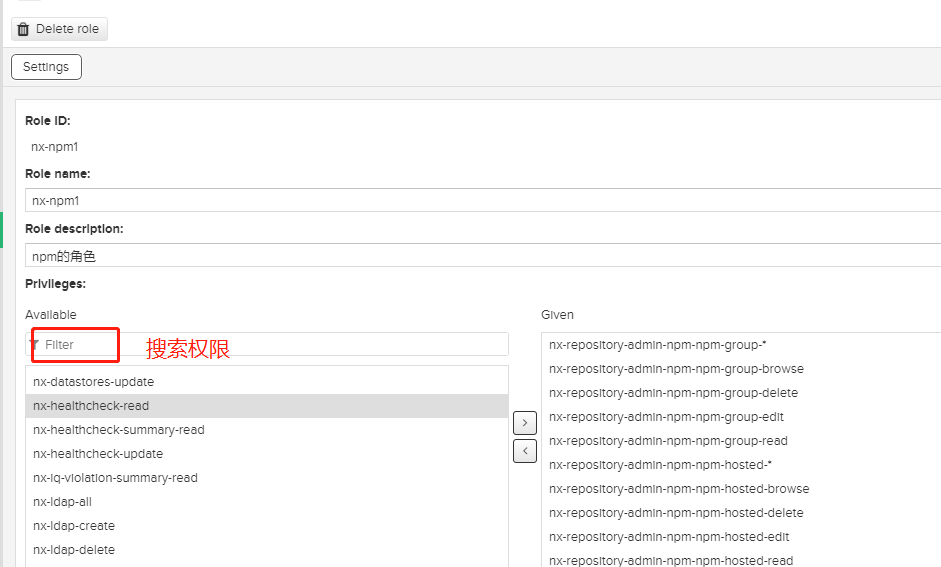 Delete role
Settings
Role ID:
nx-npm1
Role name:
nx-npm1
Role description:
npm的角色
Privileges:
Available
Given
Filter
搜索权限
nx-datastores-update
nx-healthcheck-read
nx-healthcheck-summary-read
nx-healthcheck-update
nx-iq-violation-summary-read
nx-ldap-all
nx-ldap-create
nx-ldap-delete
>
<
nx-repository-admin-npm-npm-group-*
nx-repository-admin-npm-npm-group-browse
nx-repository-admin-npm-npm-group-delete
nx-repository-admin-npm-npm-group-edit
nx-repository-admin-npm-npm-group-read
nx-repository-admin-npm-npm-hosted-*
nx-repository-admin-npm-npm-hosted-browse
nx-repository-admin-npm-npm-hosted-delete
nx-repository-admin-npm-npm-hosted-edit
nx-repository-admin-npm-npm-hosted-read